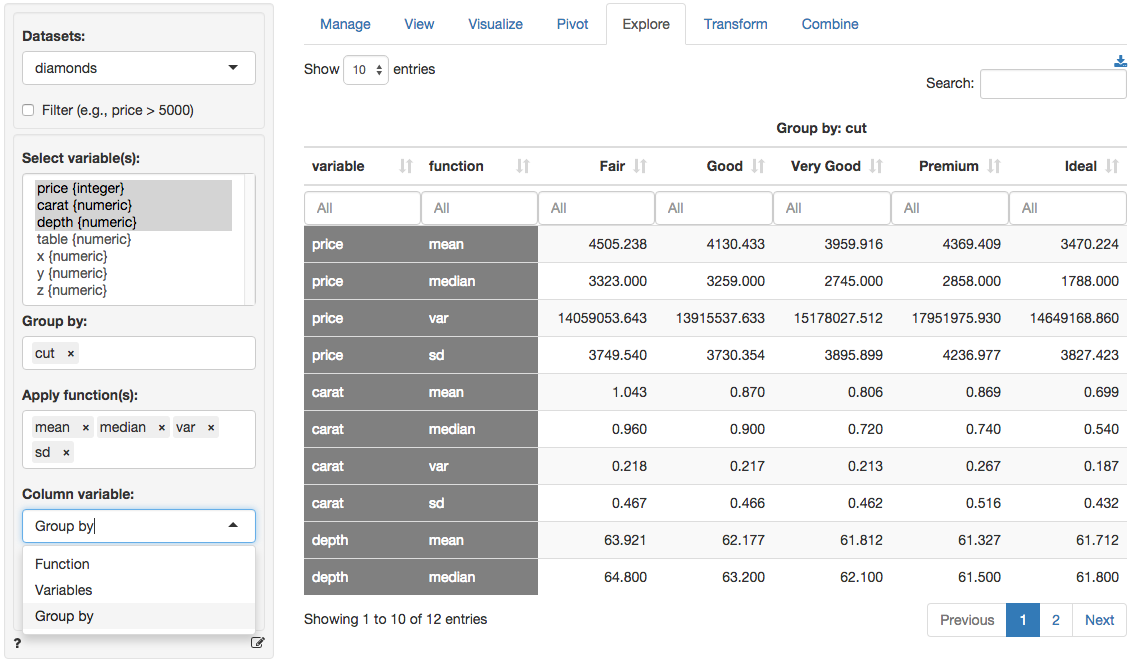 Datasets:
diamonds
Filter (e.g., price > 5000)
Select variable(s):
price {integer}
carat {numeric}
depth {numeric}
table {numeric}
x {numeric}
y {numeric}
z {numeric}
Group by:
cut ×
Apply function(s):
mean × median × var ×
sd ×
Column variable:
Group by
Function
Variables
Group by
?
Manage View Visualize Pivot Explore Transform Combine
Show 10 entries
Search:
Group by: cut
variable function Fair Good Very Good Premium Ideal
All All All All All All All
price mean 4505.238 4130.433 3959.916 4369.409 3470.224
price median 3323.000 3259.000 2745.000 2858.000 1788.000
price var 14059053.643 13915537.633 15178027.512 17951975.930 14649168.860
price sd 3749.540 3730.354 3895.899 4236.977 3827.423
carat mean 1.043 0.870 0.806 0.869 0.699
carat median 0.960 0.900 0.720 0.740 0.540
carat var 0.218 0.217 0.213 0.267 0.187
carat sd 0.467 0.466 0.462 0.516 0.432
depth mean 63.921 62.177 61.812 61.327 61.712
depth median 64.800 63.200 62.100 61.500 61.800
Showing 1 to 10 of 12 entries
Previous 1 2 Next